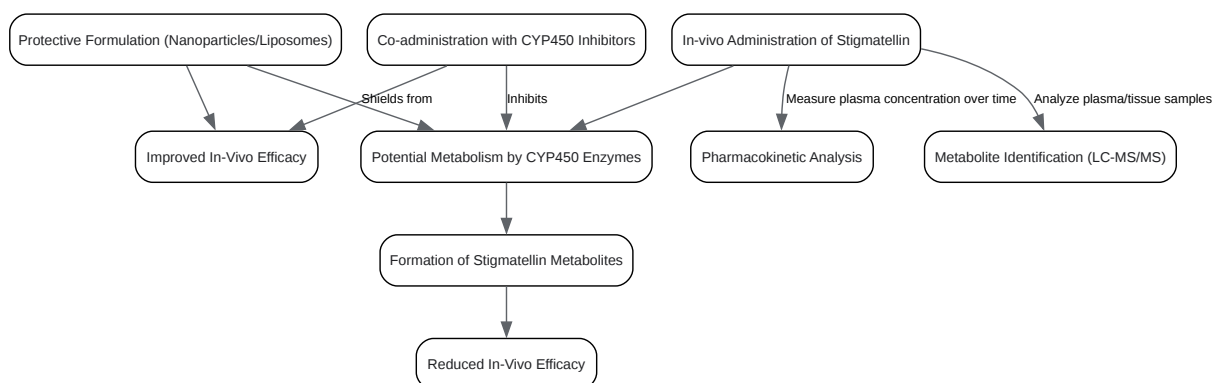 Protective Formulation (Nanoparticles/Liposomes)
Co-administration with CYP450 Inhibitors
In-vivo Administration of Stigmatellin
Shields from
Inhibits
Measure plasma concentration over time
Analyze plasma/tissue samples
Improved In-Vivo Efficacy
Potential Metabolism by CYP450 Enzymes
Pharmacokinetic Analysis
Metabolite Identification (LC-MS/MS)
Formation of Stigmatellin Metabolites
Reduced In-Vivo Efficacy